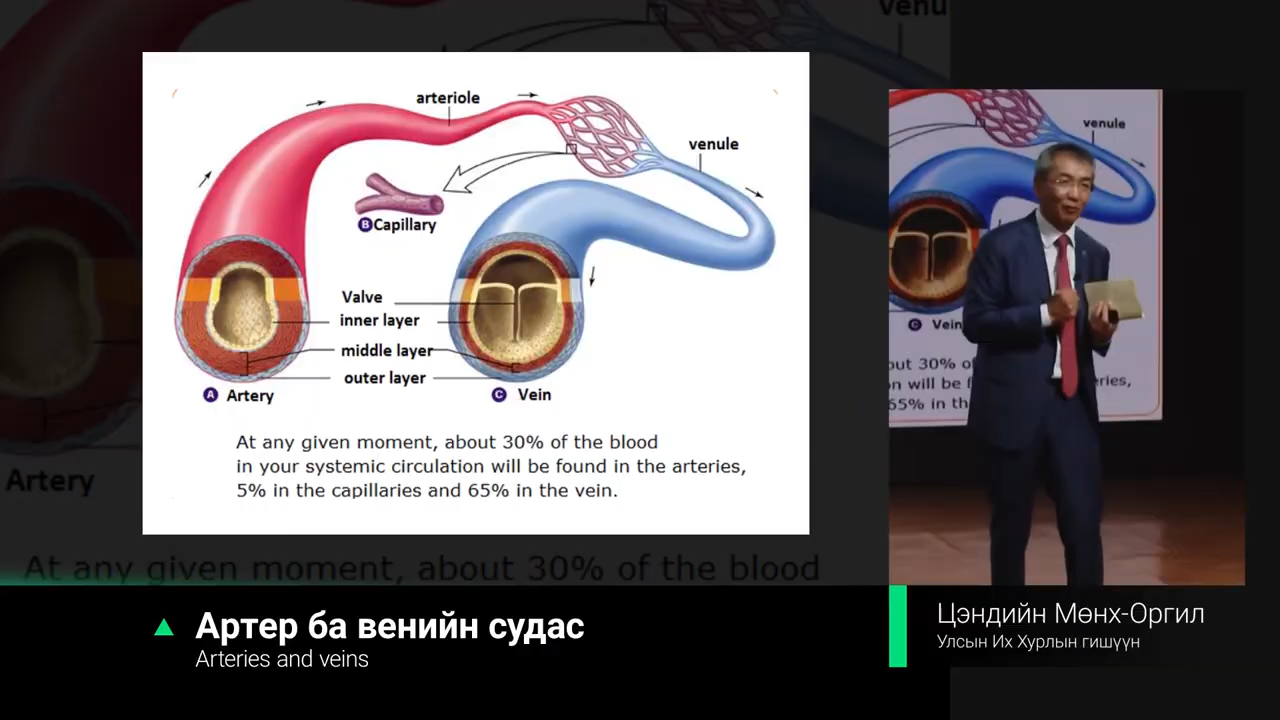 venu
arteriole
venule
B Capillary
Valve
inner layer
middle layer
outer layer
A Artery
C Vein
At any given moment, about 30% of the blood
in your systemic circulation will be found in the arteries,
5% in the capillaries and 65% in the vein.
venule
C Vein
out 30% of
n will be f
eries,
65% in th
Artery
At any given moment, about 30% of the blood
Артер ба венийн судас
Arteries and veins
Цэндийн Мөнх-Оргил
Улсын Их Хурлын гишүүн